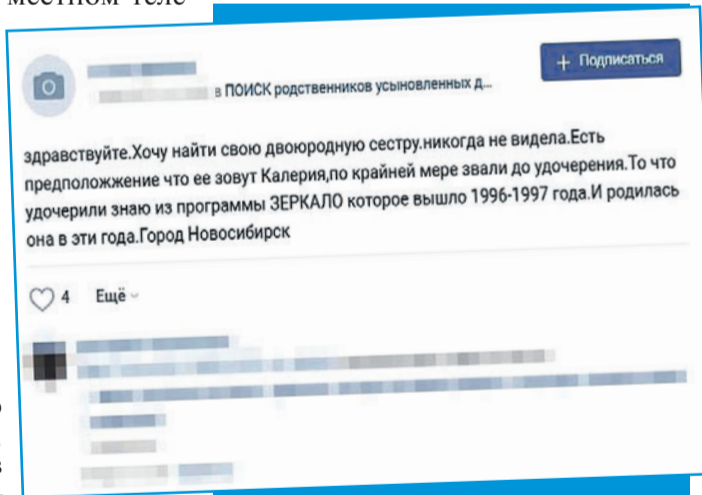 местном теле
в ПОИСК родственников усыновленных д...
+ Подписаться
здравствуйте.Хочу найти свою двоюродную сестру.никогда не видела.Есть
предположжение что ее зовут Калерия,по крайней мере звали до удочерения.То что
удочерили знаю из программы ЗЕРКАЛО которое вышло 1996-1997 года.И родилась
она в эти года.Город Новосибирск
4 Ещё